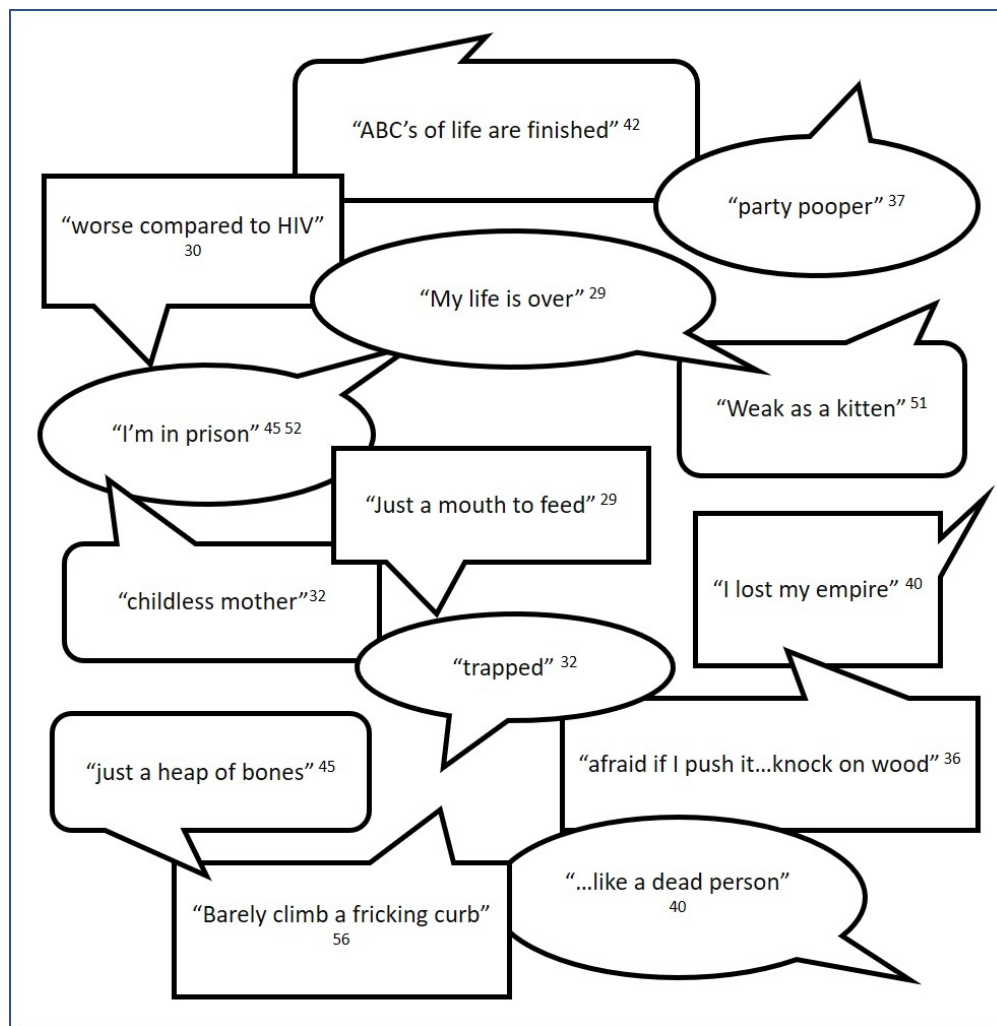 “ABC’s of life are finished” 42
“party pooper” 37
“worse compared to HIV”
30
“My life is over” 29
“Weak as a kitten” 51
“I’m in prison” 45 52
“Just a mouth to feed” 29
“childless mother”32
“I lost my empire” 40
“trapped” 32
“just a heap of bones” 45
“afraid if I push it...knock on wood” 36
“...like a dead person”
40
“Barely climb a fricking curb”
56